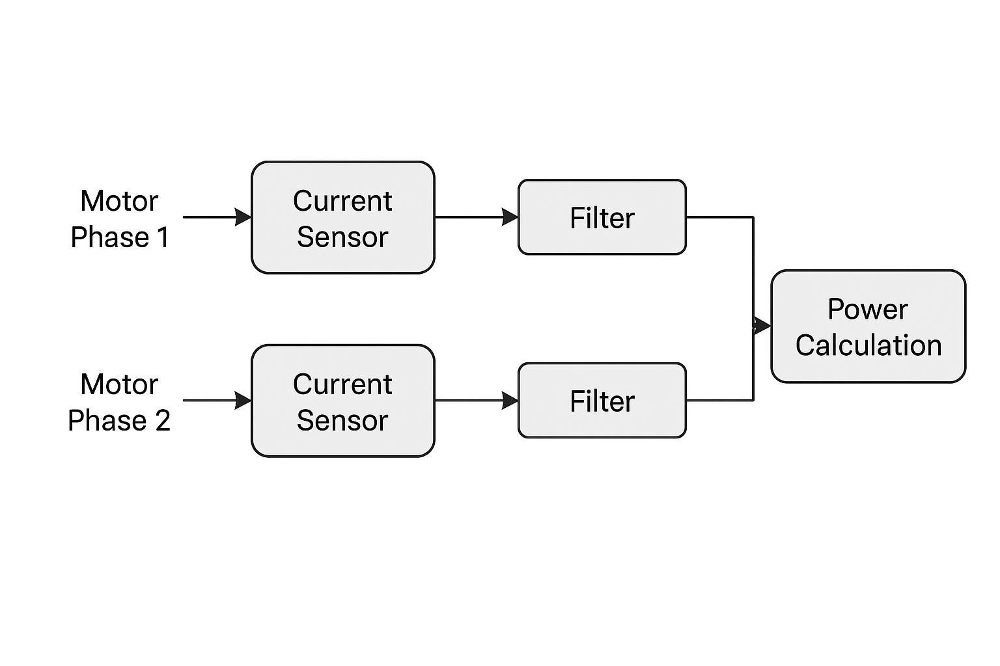 Motor
Phase 1
Current
Sensor
Filter
Power
Calculation
Motor
Phase 2
Current
Sensor
Filter